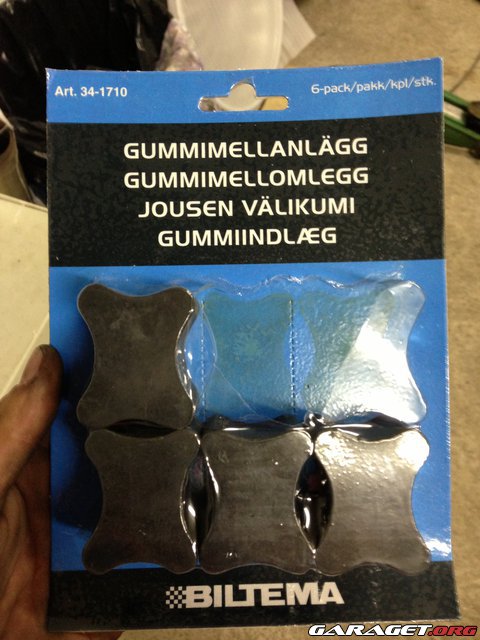 Art. 34-1710
6-pack/pakk/kpl/stk.
GUMMIMELLANLÄGG
GUMMIMELLOMLEGG
JOUSEN VÄLIKUMI
GUMMIINDLÆG
BILTEMA
GARAGET.ORG